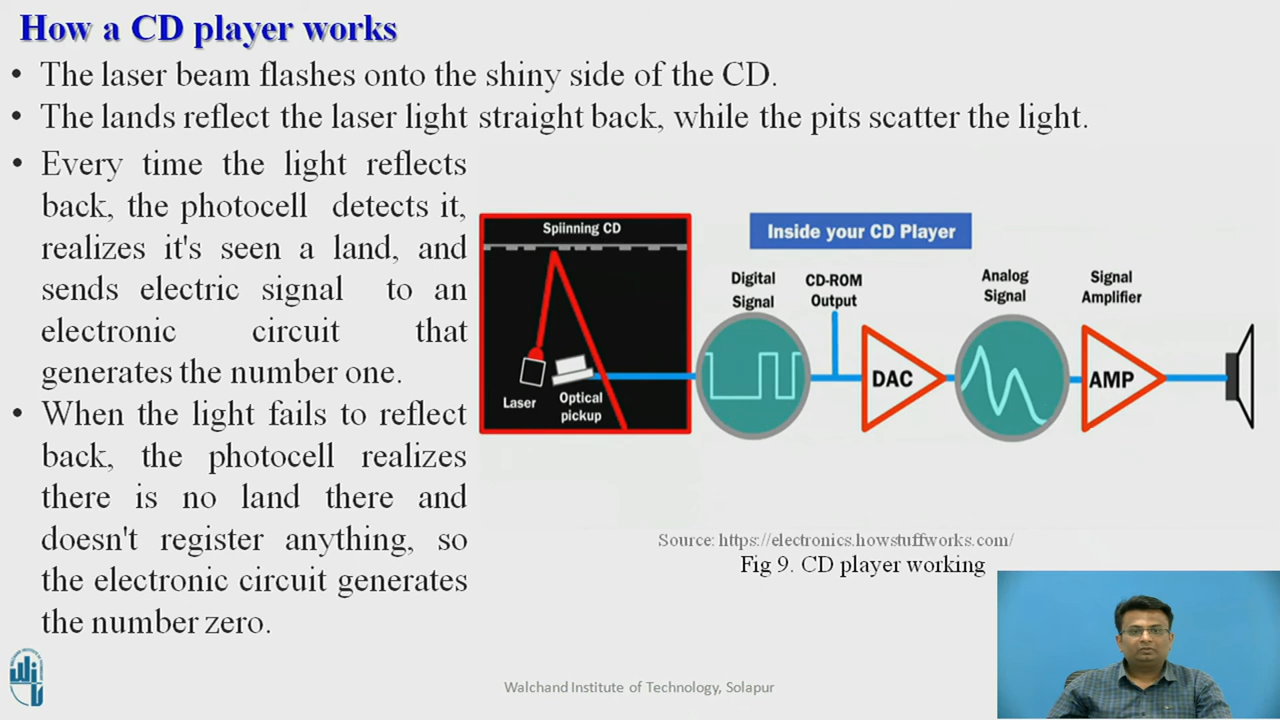 How a CD player works
• The laser beam flashes onto the shiny side of the CD.
• The lands reflect the laser light straight back, while the pits scatter the light.
• Every time the light reflects
back, the photocell detects it,
realizes it's seen a land, and
sends electric signal to an
electronic circuit that
generates the number one.
• When the light fails to reflect
back, the photocell realizes
there is no land there and
doesn't register anything, so
the electronic circuit generates
the number zero.
Spiinning CD
Laser
Optical
pickup
Inside your CD Player
Digital
Signal
CD-ROM
Output
DAC
Analog
Signal
Signal
Amplifier
AMP
Source: https://electronics.howstuffworks.com/
Fig 9. CD player working
Walchand Institute of Technology, Solapur